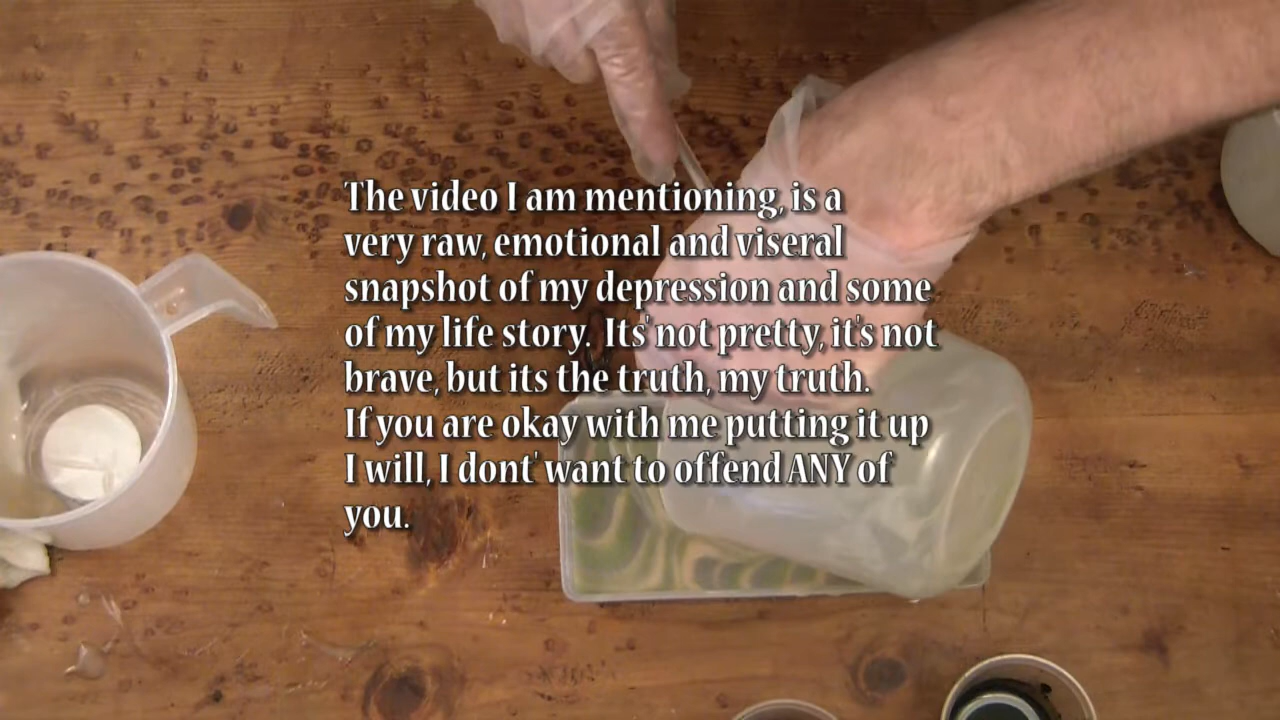 The video I am mentioning, is a
very raw, emotional and viseral
snapshot of my depression and some
of my life story.  Its' not pretty, it's not
brave, but its the truth, my truth.
If you are okay with me putting it up
I will, I dont' want to offend ANY of
you.